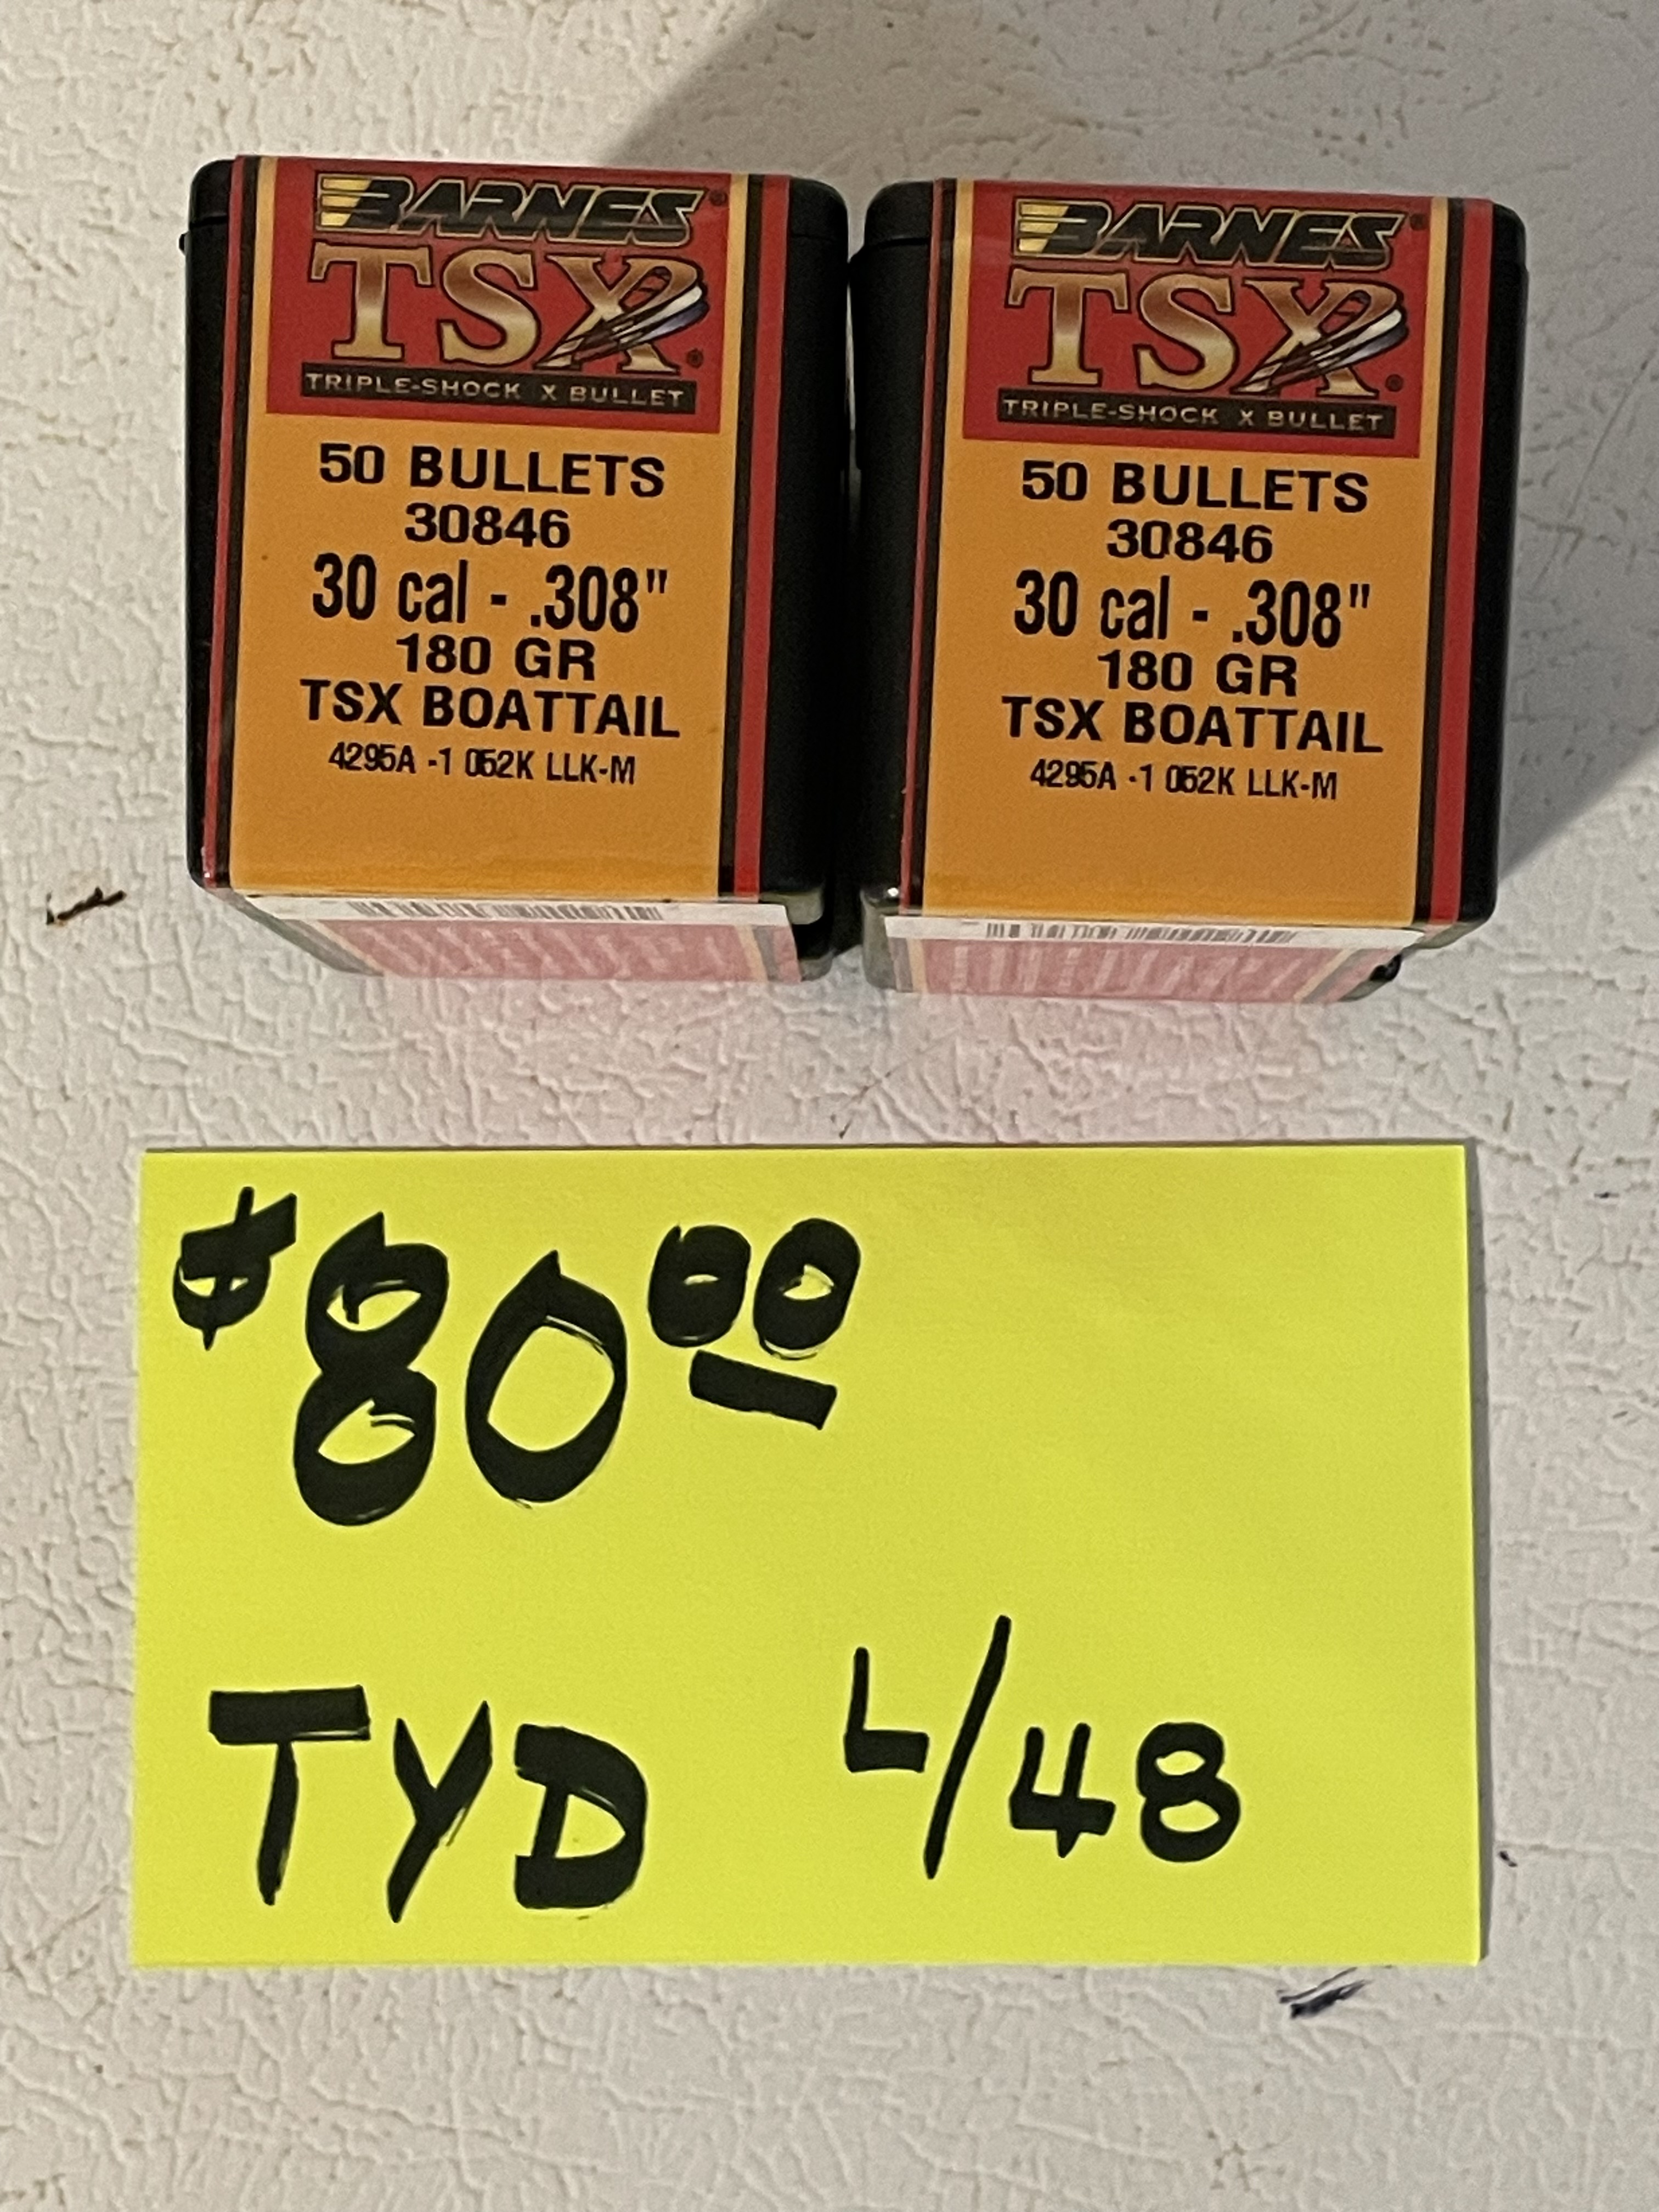 BARNES®
TSX®
TRIPLE-SHOCK X BULLET
50 BULLETS
30846
30 cal - .308"
180 GR
TSX BOATTAIL
4295A -1 052K LLK-M
BARNES®
TSX®
TRIPLE-SHOCK X BULLET
50 BULLETS
30846
30 cal - .308"
180 GR
TSX BOATTAIL
4295A -1 052K LLK-M
$80.00
TYD L/48